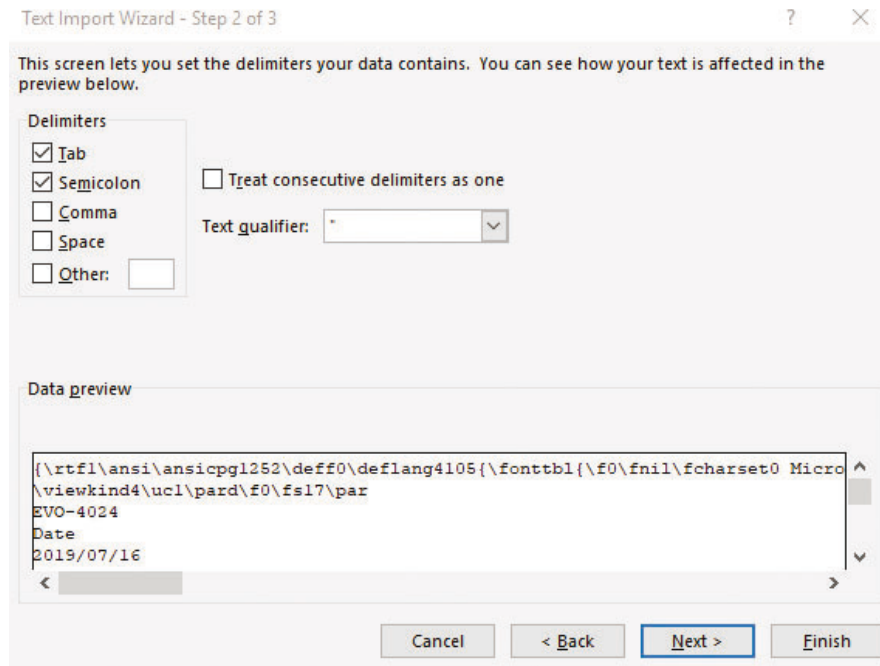 Text Import Wizard - Step 2 of 3
This screen lets you set the delimiters your data contains. You can see how your text is affected in the
preview below.
Delimiters
Tab
Semicolon
Treat consecutive delimiters as one
Comma
Text qualifier: "
Space
Other:
Data preview
{\rtf1\ansi\ansicpg1252\deff0\deflang4105{\fonttbl{\f0\fnil\fcharset0 Micro
\viewkind4\uc1\pard\f0\fs17\par
EVO-4024
Date
2019/07/16
Cancel
< Back
Next >
Finish